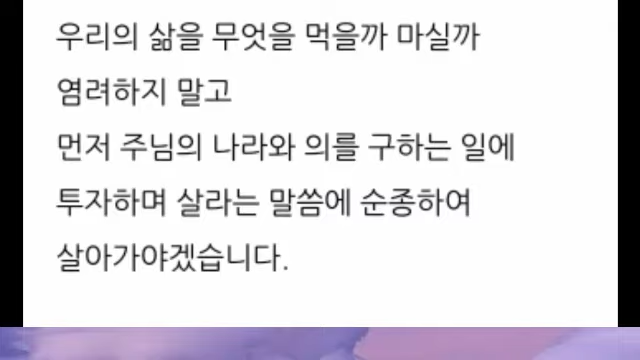 우리의 삶을 무엇을 먹을까 마실까
염려하지 말고
먼저 주님의 나라와 의를 구하는 일에
투자하며 살라는 말씀에 순종하여
살아가야겠습니다.